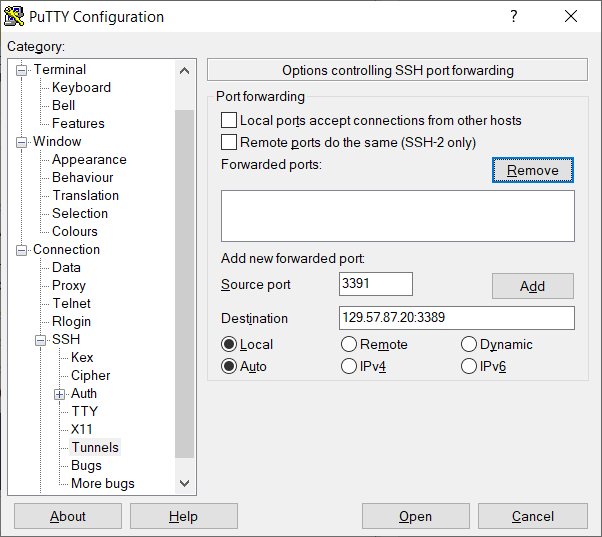 PuTTY Configuration
?
Category:
Terminal
Keyboard
Bell
Features
Window
Appearance
Behaviour
Translation
Selection
Colours
Connection
Data
Proxy
Telnet
Rlogin
SSH
Kex
Cipher
Auth
TTY
X11
Tunnels
Bugs
More bugs
Options controlling SSH port forwarding
Port forwarding
Local ports accept connections from other hosts
Remote ports do the same (SSH-2 only)
Forwarded ports:
Remove
Add new forwarded port:
Source port 3391 Add
Destination 129.57.87.20:3389
Local Remote Dynamic
Auto IPv4 IPv6
About Help Open Cancel